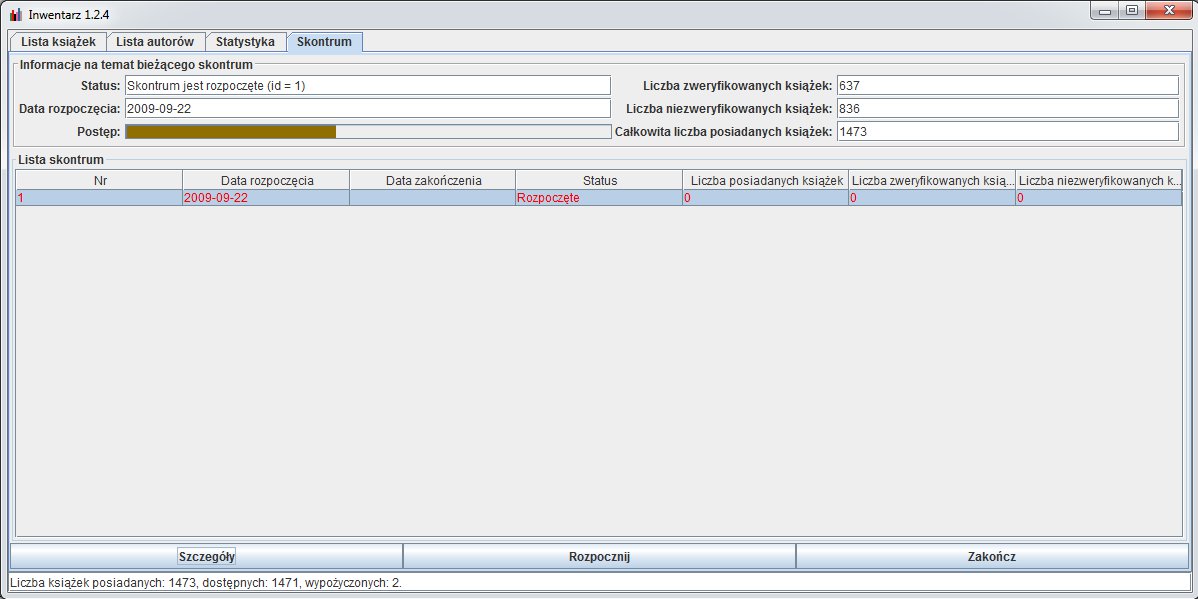 Inwentarz 1.2.4
Lista książek Lista autorów Statystyka Skontrum
Informacje na temat bieżącego skontrum
Status: Skontrum jest rozpoczęte (id = 1) Liczba zweryfikowanych książek: 637
Data rozpoczęcia: 2009-09-22 Liczba niezweryfikowanych książek: 836
Postęp: Całkowita liczba posiadanych książek: 1473
Lista skontrum
Nr Data rozpoczęcia Data zakończenia Status Liczba posiadanych książek Liczba zweryfikowanych ksią... Liczba niezweryfikowanych k...
1 2009-09-22 Rozpoczęte 0 0 0
Szczegóły Rozpocznij Zakończ
Liczba książek posiadanych: 1473, dostępnych: 1471, wypożyczonych: 2.